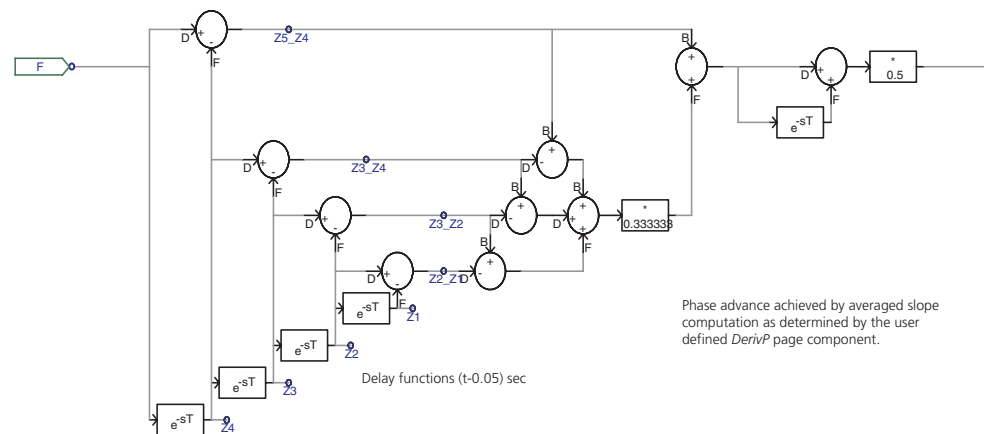 D + - F Z5_Z4 B + + F D + + F * 0.5
F
e-sT
D + - F Z3_Z4 B D - +
D + - F Z3_Z2 B D - + D + + + F * 0.333333
D + - F Z2_Z1 D B - +
e-sT Z1
e-sT Z2
e-sT Z3
e-sT Z4
Delay functions (t-0.05) sec
Phase advance achieved by averaged slope
computation as determined by the user
defined DerivP page component.